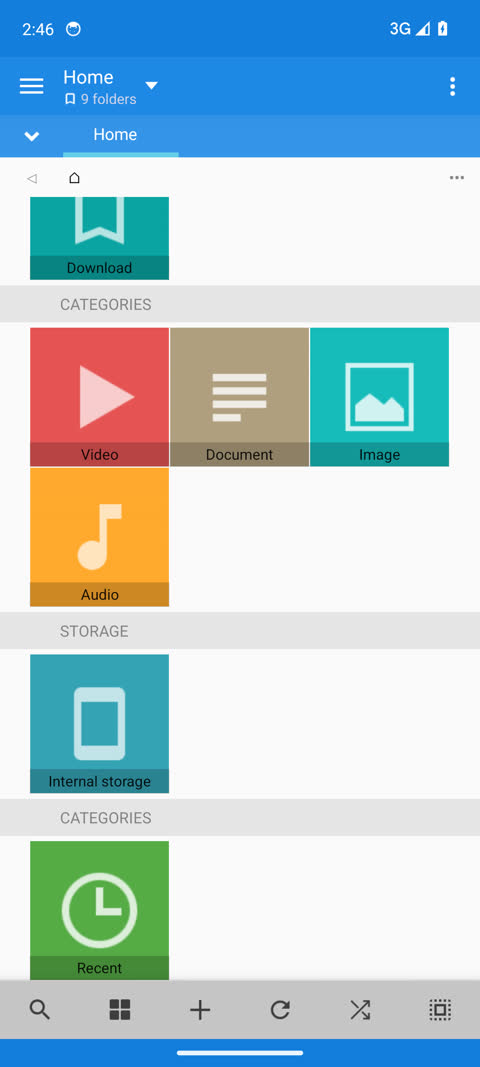 2:46
3G
Home
9 folders
Home
Download
CATEGORIES
Video
Document
Image
Audio
STORAGE
Internal storage
CATEGORIES
Recent